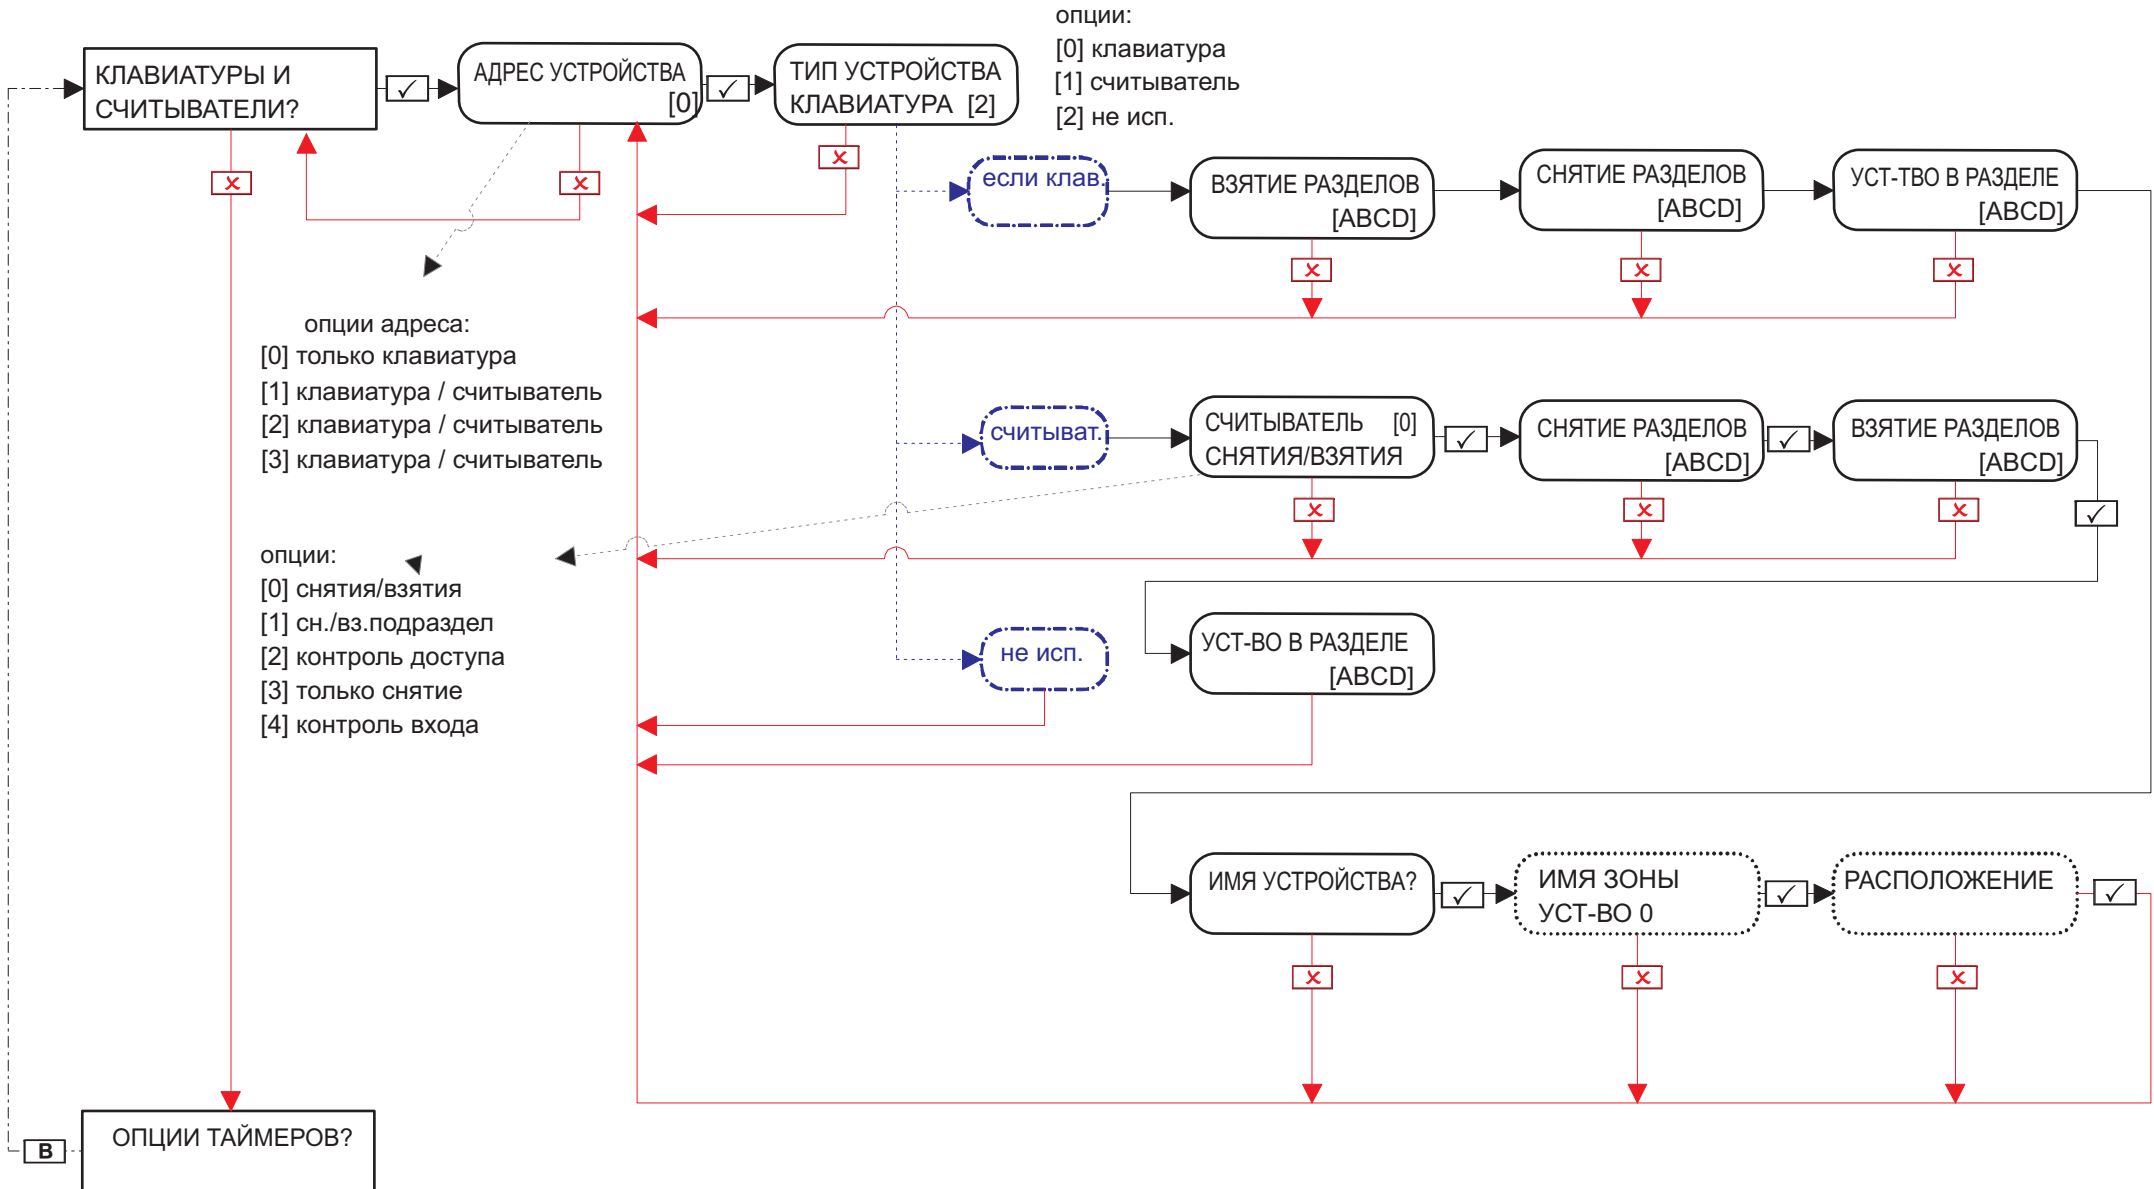 опции:
[0] клавиатура
[1] считыватель
[2] не исп.
КЛАВИАТУРЫ И
СЧИТЫВАТЕЛИ?
АДРЕС УСТРОЙСТВА
[0]
ТИП УСТРОЙСТВА
КЛАВИАТУРА [2]
если клав.
ВЗЯТИЕ РАЗДЕЛОВ
[ABCD]
СНЯТИЕ РАЗДЕЛОВ
[ABCD]
УСТ-ТВО В РАЗДЕЛЕ
[ABCD]
опции адреса:
[0] только клавиатура
[1] клавиатура / считыватель
[2] клавиатура / считыватель
[3] клавиатура / считыватель
считыват.
СЧИТЫВАТЕЛЬ [0]
СНЯТИЯ/ВЗЯТИЯ
СНЯТИЕ РАЗДЕЛОВ
[ABCD]
ВЗЯТИЕ РАЗДЕЛОВ
[ABCD]
опции:
[0] снятия/взятия
[1] сн./вз.подраздел
[2] контроль доступа
[3] только снятие
[4] контроль входа
не исп.
УСТ-ВО В РАЗДЕЛЕ
[ABCD]
ИМЯ УСТРОЙСТВА?
ИМЯ ЗОНЫ
УСТ-ВО 0
РАСПОЛОЖЕНИЕ
ОПЦИИ ТАЙМЕРОВ?
B